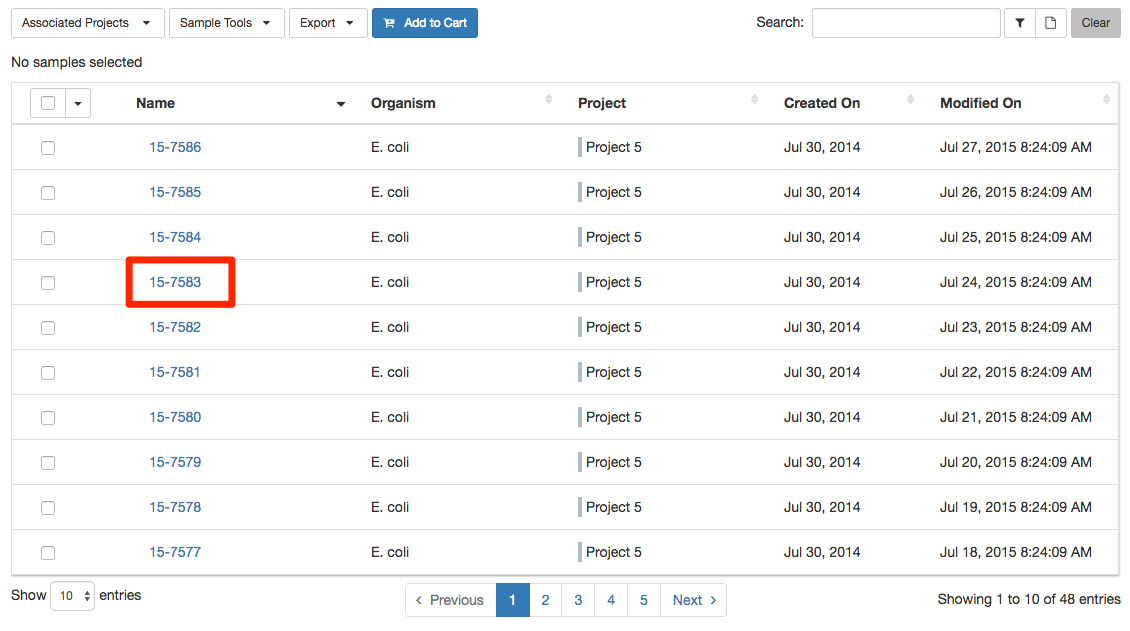 Associated Projects Sample Tools Export Add to Cart Search: Clear
No samples selected
Name Organism Project Created On Modified On
15-7586 E. coli Project 5 Jul 30, 2014 Jul 27, 2015 8:24:09 AM
15-7585 E. coli Project 5 Jul 30, 2014 Jul 26, 2015 8:24:09 AM
15-7584 E. coli Project 5 Jul 30, 2014 Jul 25, 2015 8:24:09 AM
15-7583 E. coli Project 5 Jul 30, 2014 Jul 24, 2015 8:24:09 AM
15-7582 E. coli Project 5 Jul 30, 2014 Jul 23, 2015 8:24:09 AM
15-7581 E. coli Project 5 Jul 30, 2014 Jul 22, 2015 8:24:09 AM
15-7580 E. coli Project 5 Jul 30, 2014 Jul 21, 2015 8:24:09 AM
15-7579 E. coli Project 5 Jul 30, 2014 Jul 20, 2015 8:24:09 AM
15-7578 E. coli Project 5 Jul 30, 2014 Jul 19, 2015 8:24:09 AM
15-7577 E. coli Project 5 Jul 30, 2014 Jul 18, 2015 8:24:09 AM
Show 10 entries Previous 1 2 3 4 5 Next Showing 1 to 10 of 48 entries